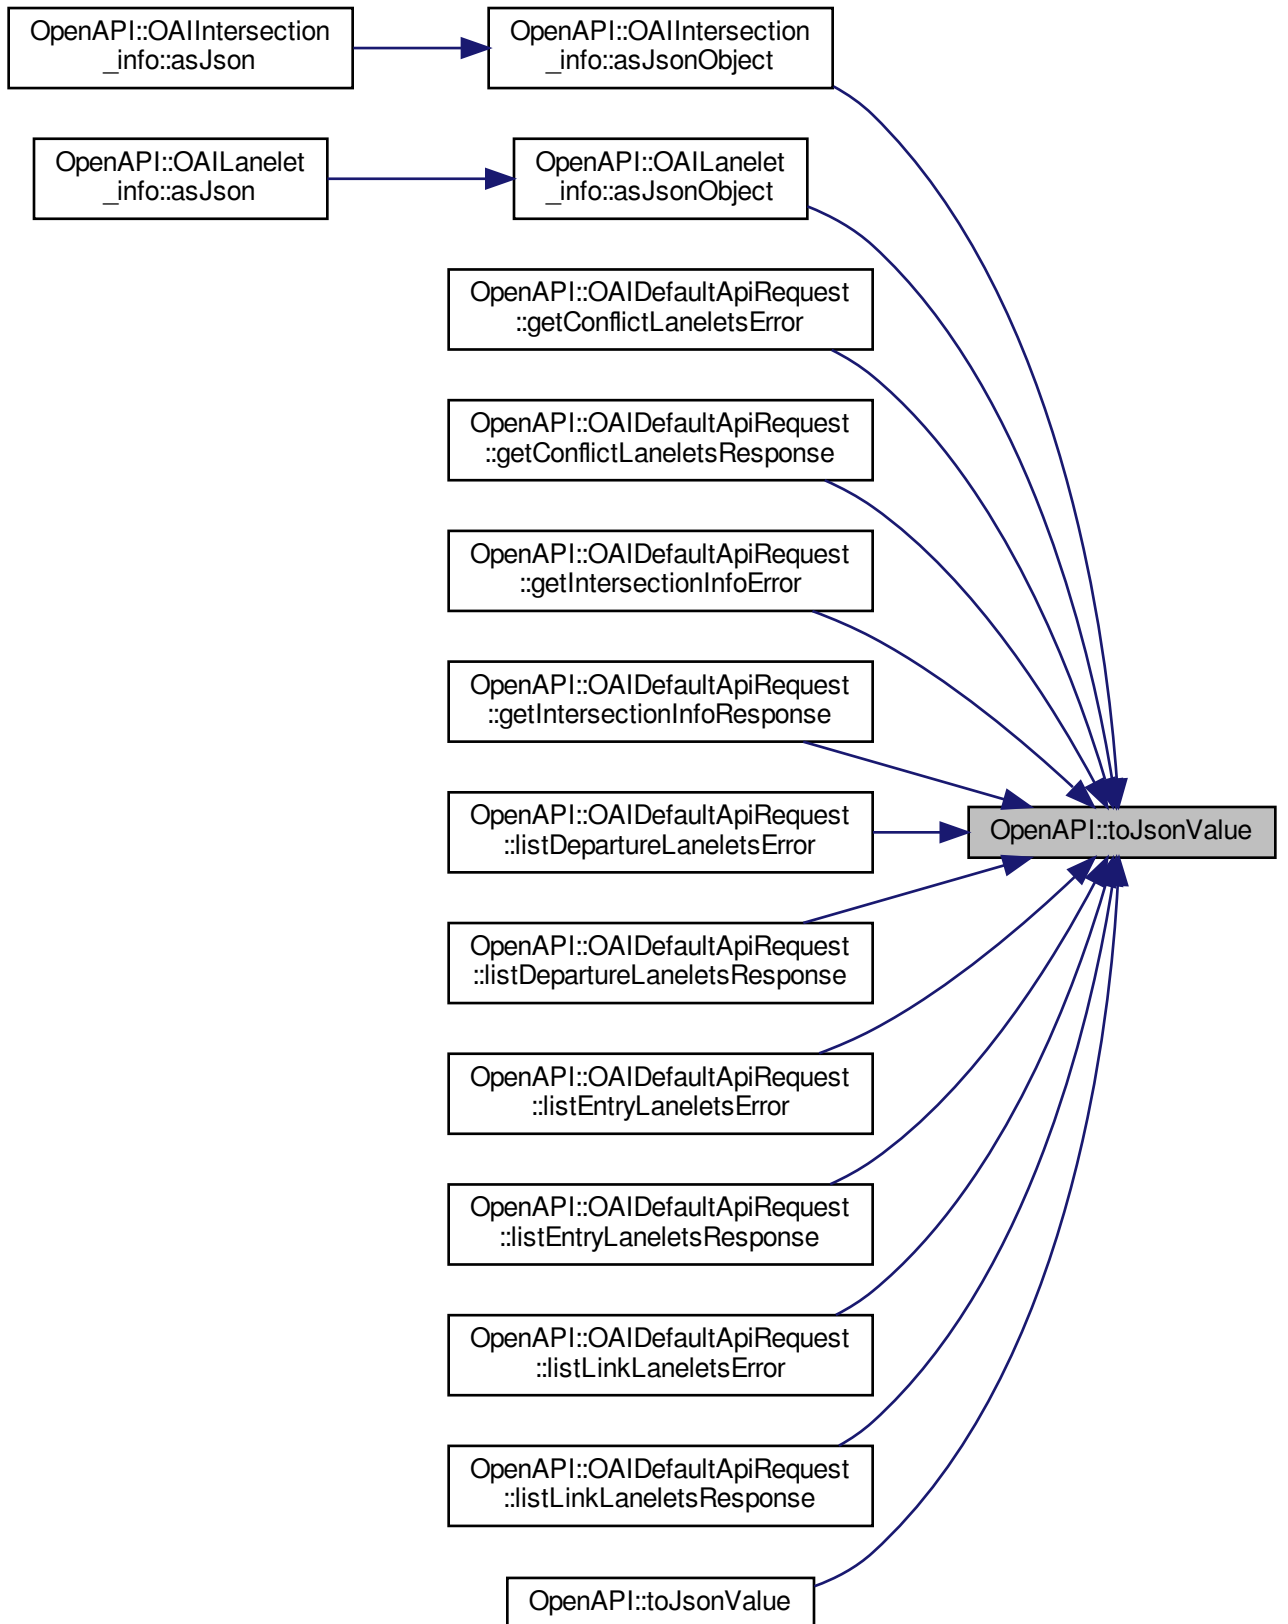 OpenAPI::OAIIntersection
_info::asJson
OpenAPI::OAIIntersection
_info::asJsonObject
OpenAPI::OAILanelet
_info::asJson
OpenAPI::OAILanelet
_info::asJsonObject
OpenAPI::OAIDefaultApiRequest
::getConflictLaneletsError
OpenAPI::OAIDefaultApiRequest
::getConflictLaneletsResponse
OpenAPI::OAIDefaultApiRequest
::getIntersectionInfoError
OpenAPI::OAIDefaultApiRequest
::getIntersectionInfoResponse
OpenAPI::OAIDefaultApiRequest
::listDepartureLaneletsError
OpenAPI::toJsonValue
OpenAPI::OAIDefaultApiRequest
::listDepartureLaneletsResponse
OpenAPI::OAIDefaultApiRequest
::listEntryLaneletsError
OpenAPI::OAIDefaultApiRequest
::listEntryLaneletsResponse
OpenAPI::OAIDefaultApiRequest
::listLinkLaneletsError
OpenAPI::OAIDefaultApiRequest
::listLinkLaneletsResponse
OpenAPI::toJsonValue